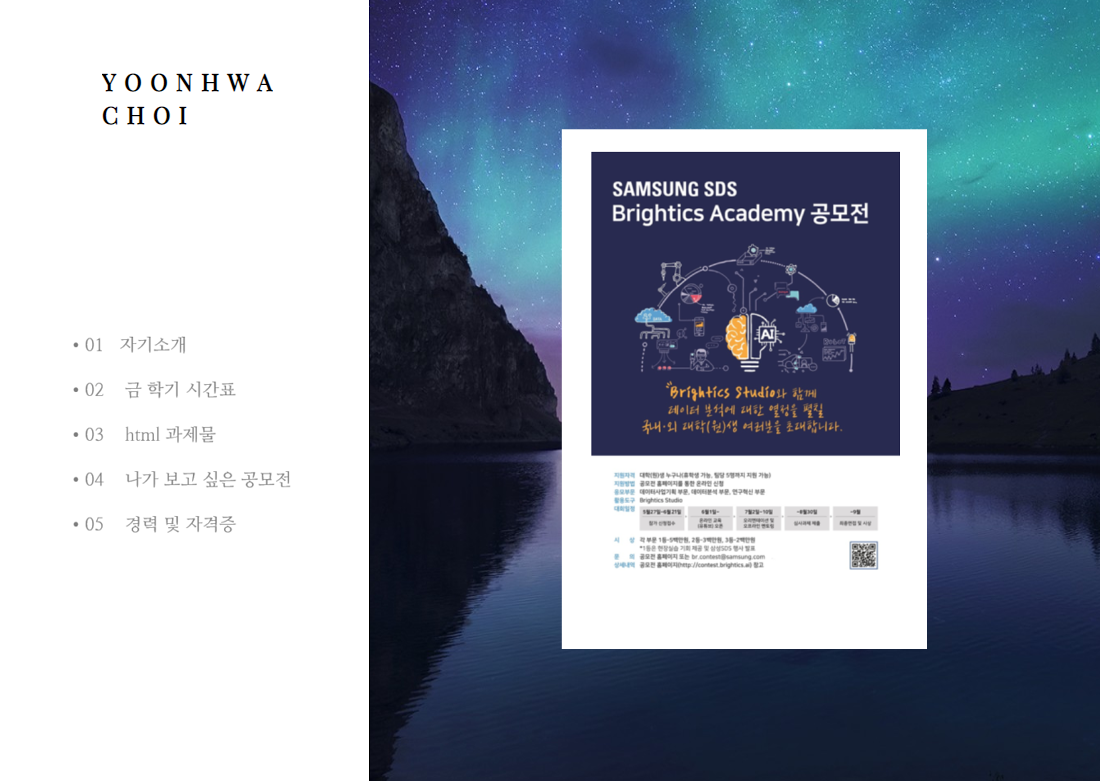 YOONHWA
CHOI
• 01 자기소개
• 02 금 학기 시간표
• 03 html 과제물
• 04 나가 보고 싶은 공모전
• 05 경력 및 자격증
SAMSUNG SDS
Brightics Academy 공모전
AI
Brightics Studio와 함께
데이터 분석에 대한 열정을 펼칠
국내·외 대학(원)생 여러분을 초대합니다.
지원자격 대학(원)생 누구나(휴학생 가능, 팀당 5명까지 지원 가능)
지원방법 공모전 홈페이지를 통한 온라인 신청
응모부문 데이터사업기획 부문, 데이터분석 부문, 연구혁신 부문
활용도구 Brightics Studio
대회일정 5월27일~6월21일 6월1일~ 7월2일~10일 ~8월30일 ~9월
참가 신청접수 온라인 교육 (유튜브) 오픈 오리엔테이션 및 오프라인 멘토링 심사과제 제출 최종편집 및 시상
시 상 각 부문 1등-5백만원, 2등-3백만원, 3등-2백만원
*1등은 현장실습 기회 제공 및 삼성SDS 행사 발표
문 의 공모전 홈페이지 또는 br.contest@samsung.com
상세내역 공모전 홈페이지(http://contest.brightics.ai) 참고